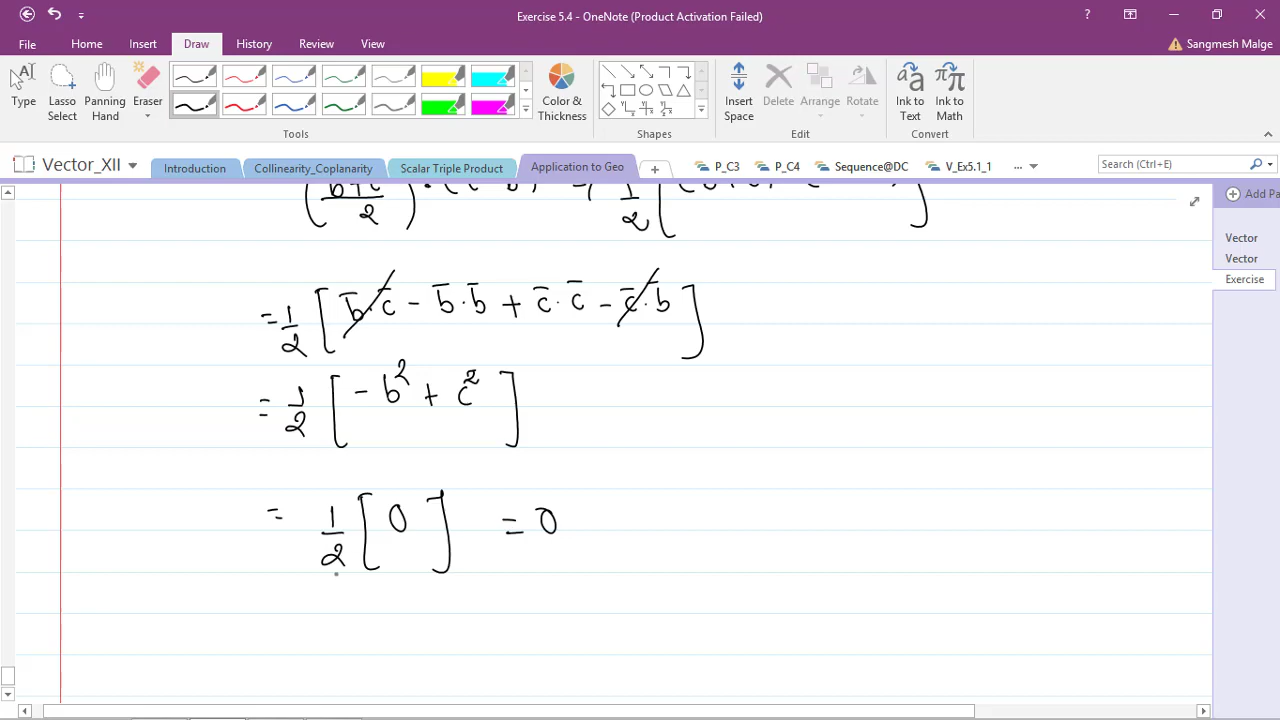 Exercise 5.4 - OneNote (Product Activation Failed)
?
File Home Insert Draw History Review View Sangmesh Malge
Type Lasso Select Panning Hand Eraser Color & Thickness Insert Space Delete Arrange Rotate Ink to Text Ink to Math
Tools Shapes Edit Convert
Vector_XII Introduction Collinearity_Coplanarity Scalar Triple Product Application to Geo P_C3 P_C4 Sequence@DC V_Ex5.1_1 ... Search (Ctrl+E)
Add Pa
Vector
Vector
Exercise
= 1/2 [ b̄·c̄ - b̄·b̄ + c̄·c̄ - c̄·b̄ ]
= 1/2 [ - b² + c² ]
= 1/2 [ 0 ] = 0